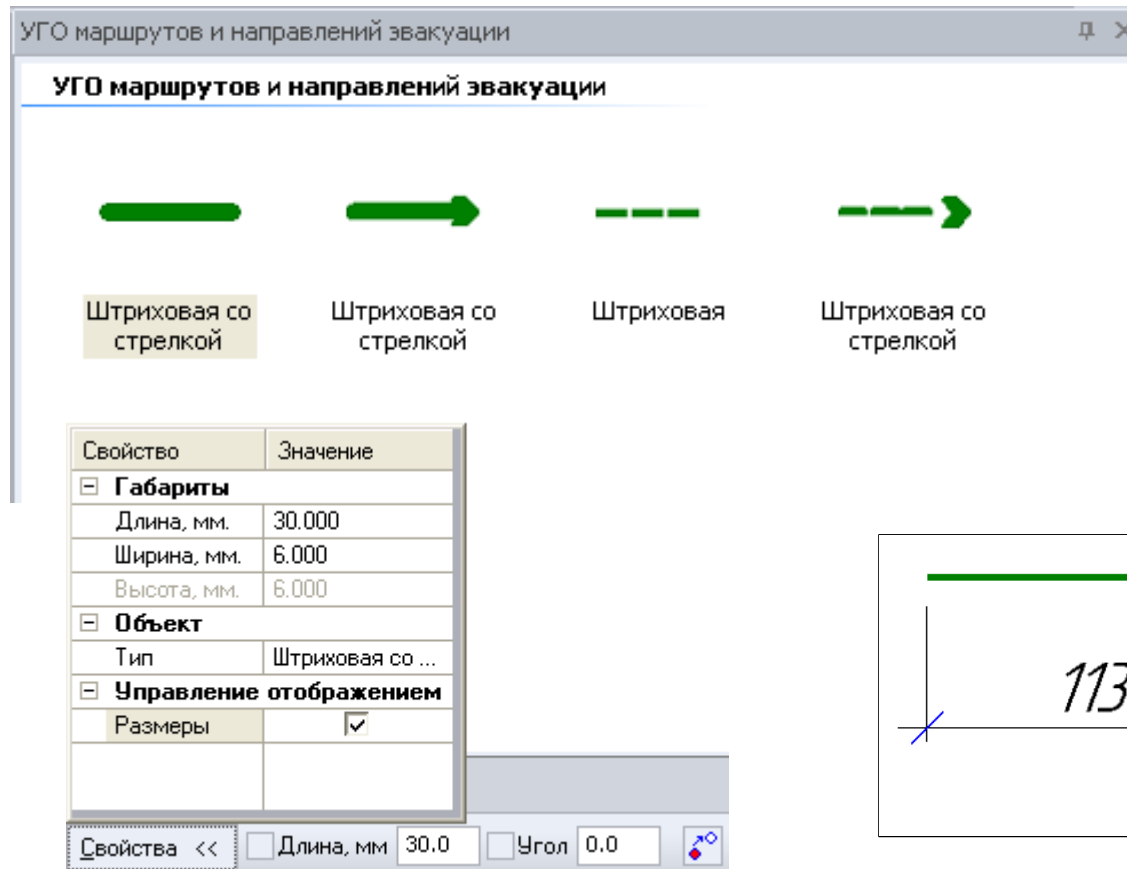 УГО маршрутов и направлений эвакуации
УГО маршрутов и направлений эвакуации
Штриховая со стрелкой
Штриховая со стрелкой
Штриховая
Штриховая со стрелкой
Свойство Значение
Габариты
Длина, мм. 30.000
Ширина, мм. 6.000
Высота, мм. 6.000
Объект
Тип Штриховая со ...
Управление отображением
Размеры
113
Свойства << Длина, мм 30.0 Угол 0.0